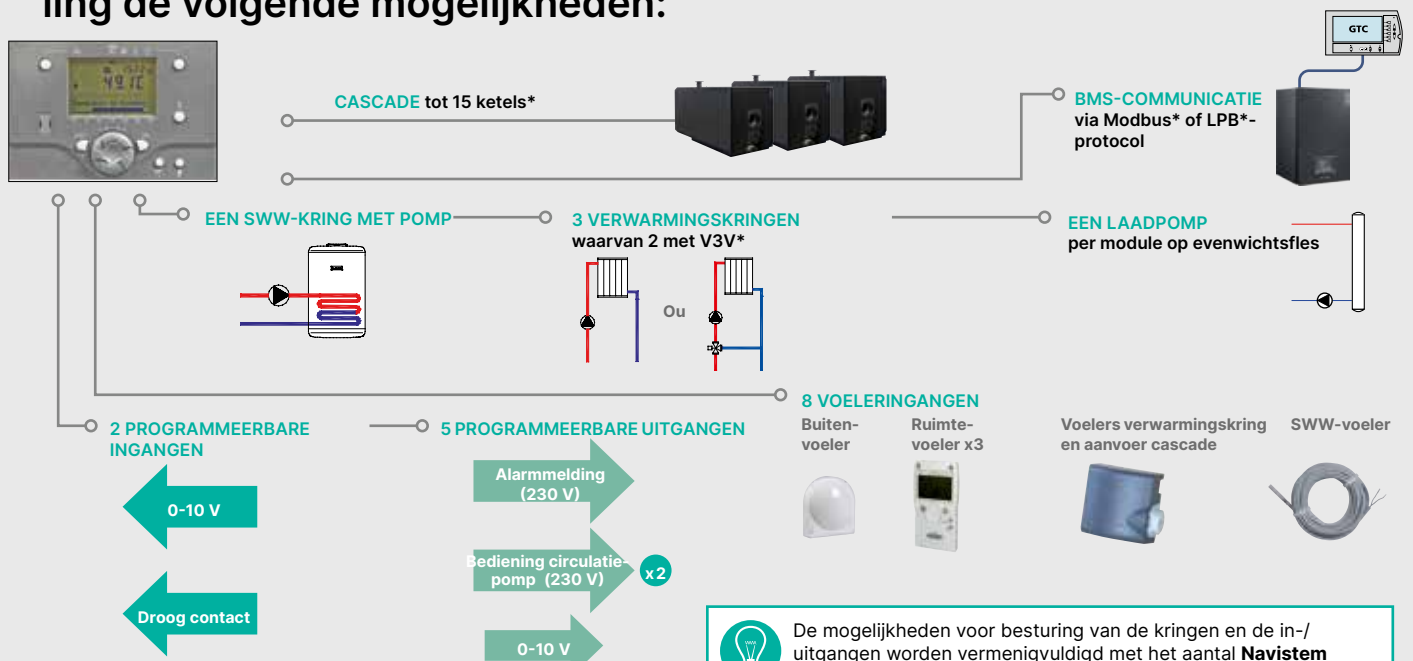 ling de volgende mogelijkheden:
GTC
CASCADE tot 15 ketels*
BMS-COMMUNICATIE
via Modbus* of LPB*-
protocol
EEN SWW-KRING MET POMP
3 VERWARMINGSKRINGEN
waarvan 2 met V3V*
Ou
EEN LAADPOMP
per module op evenwichtsfles
8 VOELERINGANGEN
Buiten-
voeler
Ruimte-
voeler x3
Voelers verwarmingskring
en aanvoer cascade
SWW-voeler
2 PROGRAMMEERBARE
INGANGEN
0-10 V
Droog contact
5 PROGRAMMEERBARE UITGANGEN
Alarmmelding
(230 V)
Bediening circulatie-
pomp (230 V)
x2
0-10 V
De mogelijkheden voor besturing van de kringen en de in-/
uitgangen worden vermenigvuldigd met het aantal Navistem